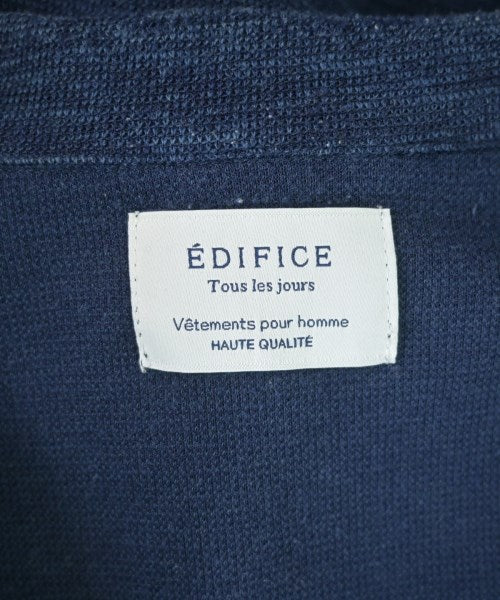 ÉDIFICE
Tous les jours
Vêtements pour homme
HAUTE QUALITÉ